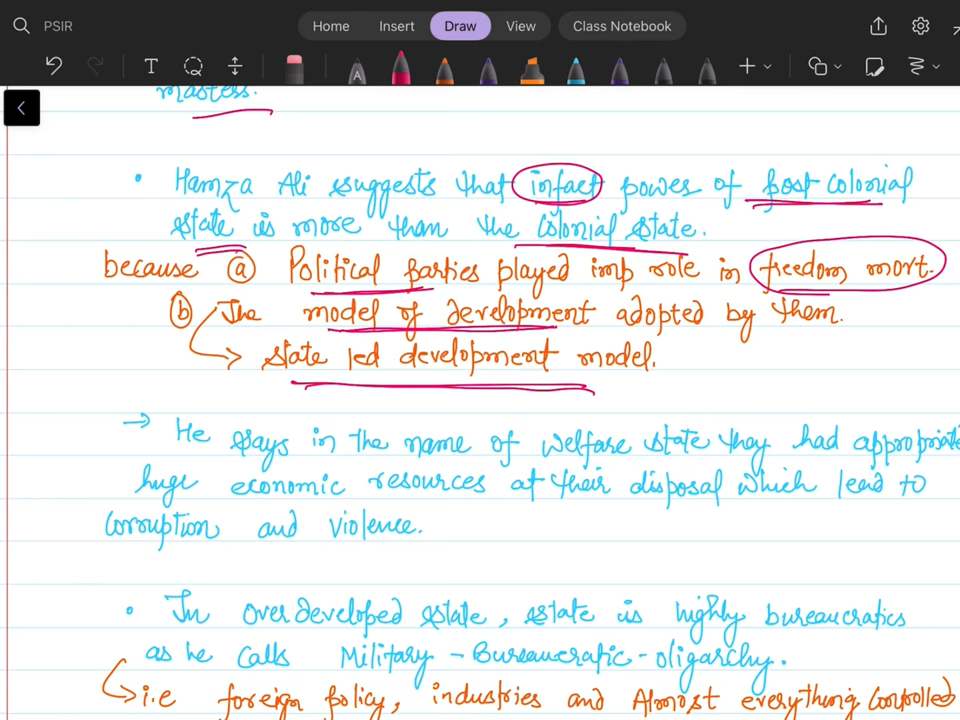 PSIR
Home Insert Draw View Class Notebook
T A
masters.
• Hamza Ali suggests that infact power of post colonial
state is more than the colonial state.
because ⓐ Political parties played imp role in freedom movt.
ⓑ The model of development adopted by them.
→ state led development model.
→ He says in the name of welfare state they had appropriate
huge economic resources at their disposal which lead to
corruption and violence.
• In overdeveloped state, state is highly bureaucratics
as he calls Military - Bureaucratic - oligarchy.
→ i.e foreign policy, industries and Almost everything controlled